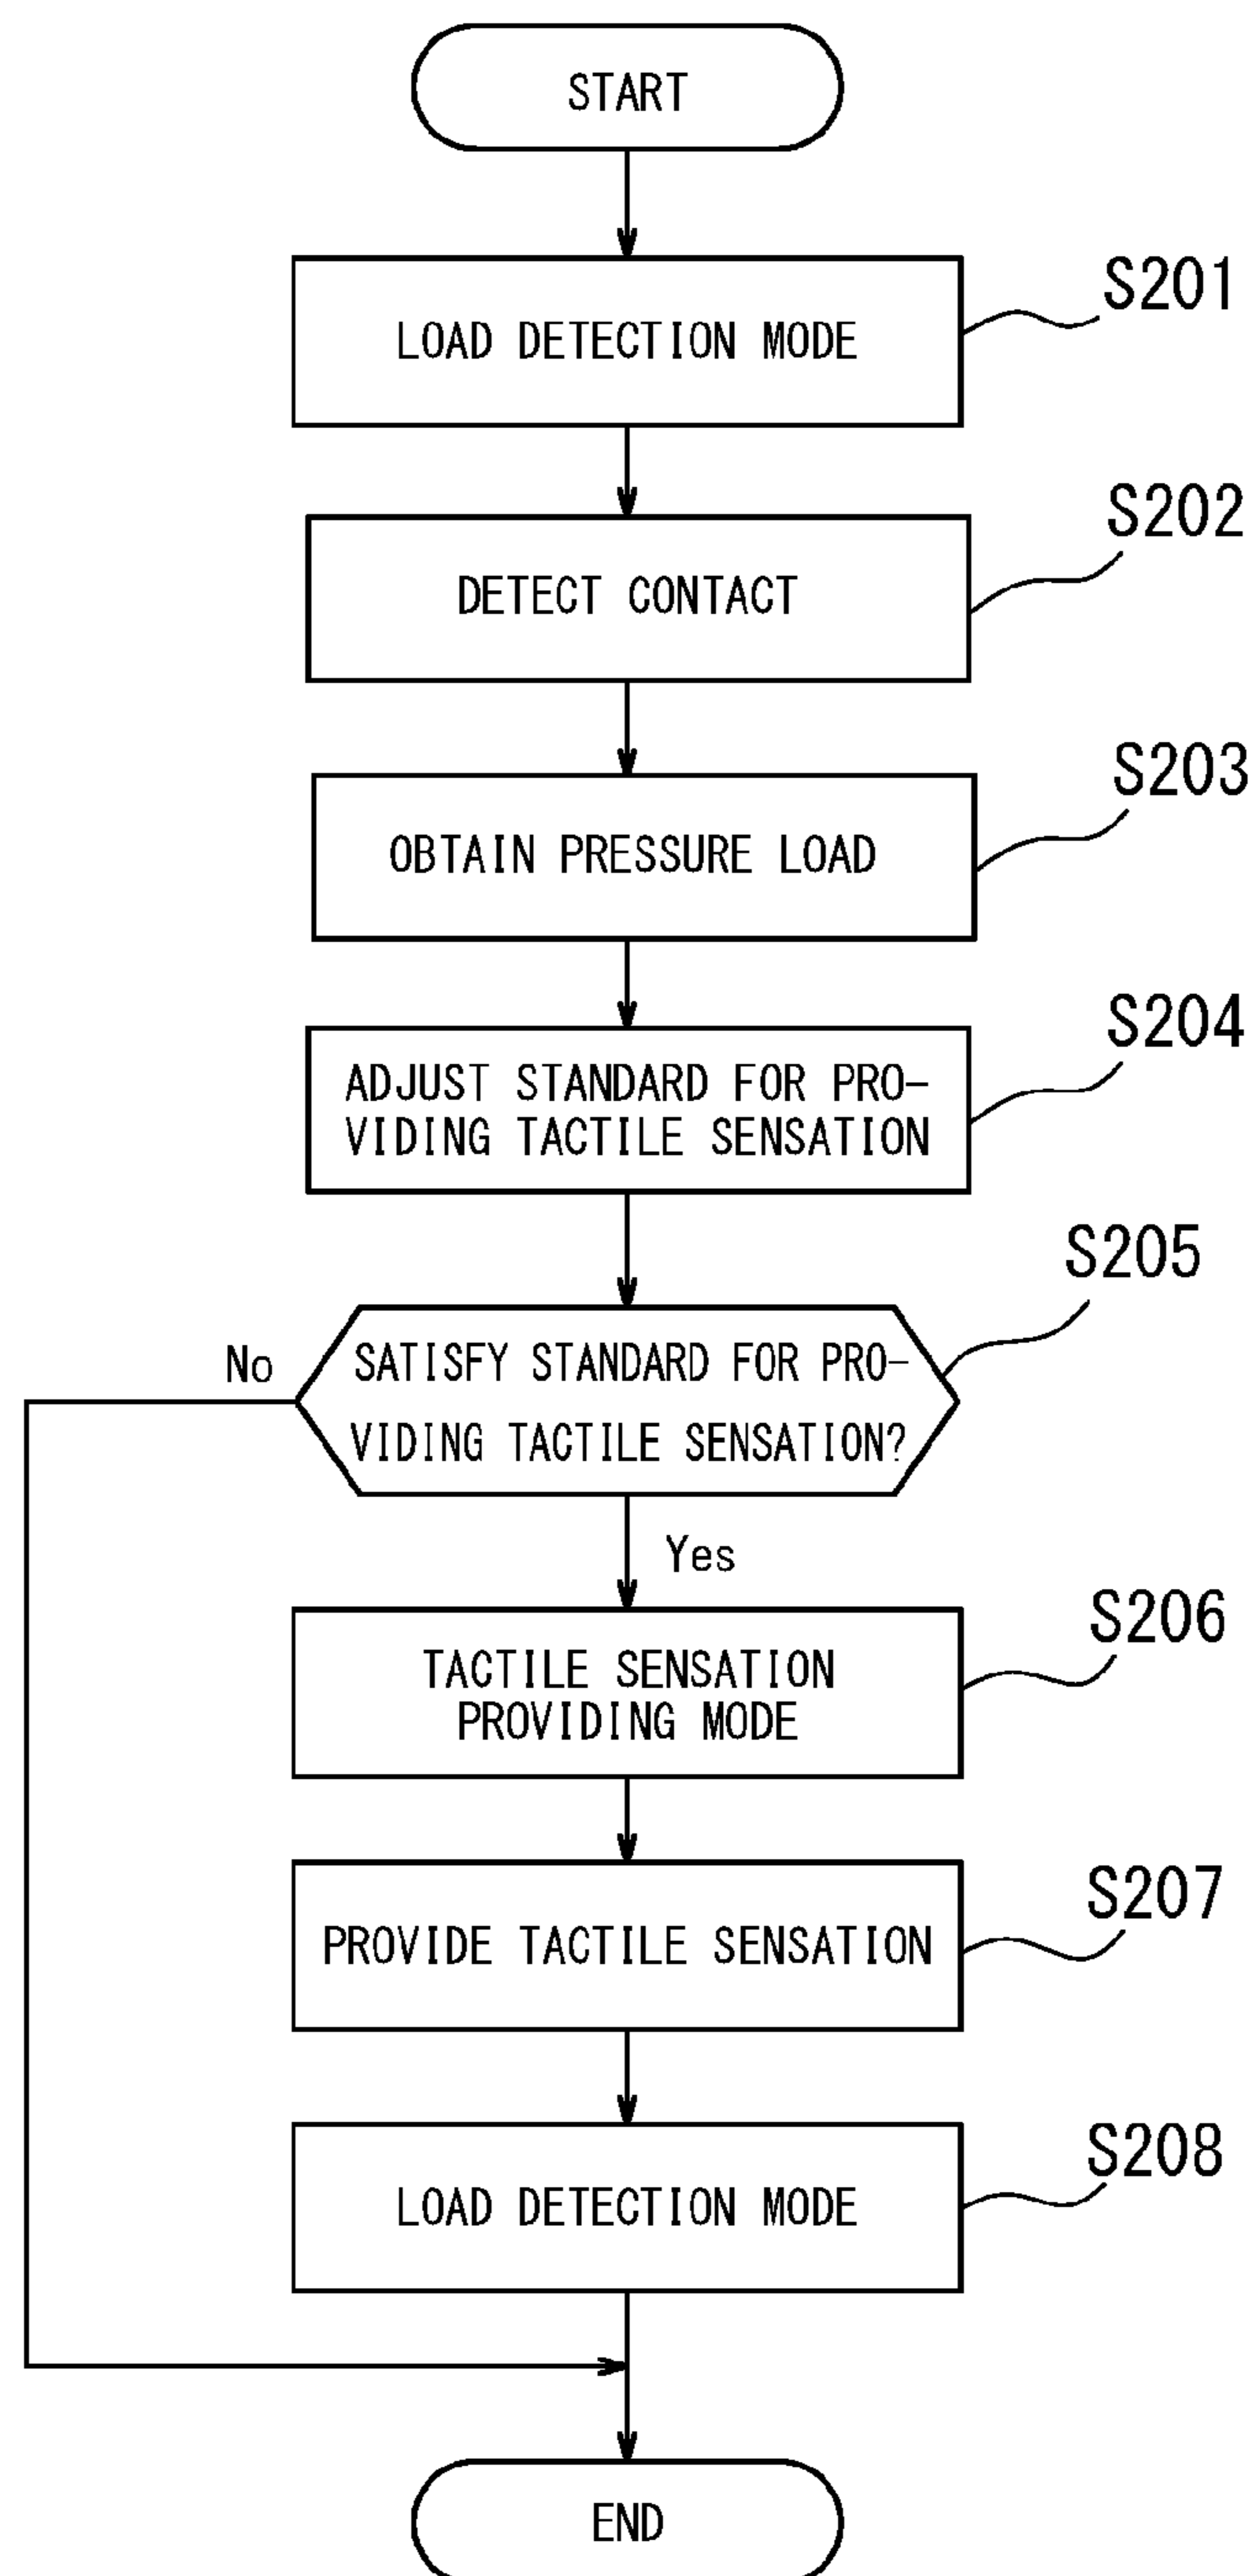 START
LOAD DETECTION MODE
S201
DETECT CONTACT
S202
OBTAIN PRESSURE LOAD
S203
ADJUST STANDARD FOR PRO-
VIDING TACTILE SENSATION
S204
SATISFY STANDARD FOR PRO-
VIDING TACTILE SENSATION?
S205
No
Yes
TACTILE SENSATION
PROVIDING MODE
S206
PROVIDE TACTILE SENSATION
S207
LOAD DETECTION MODE
S208
END